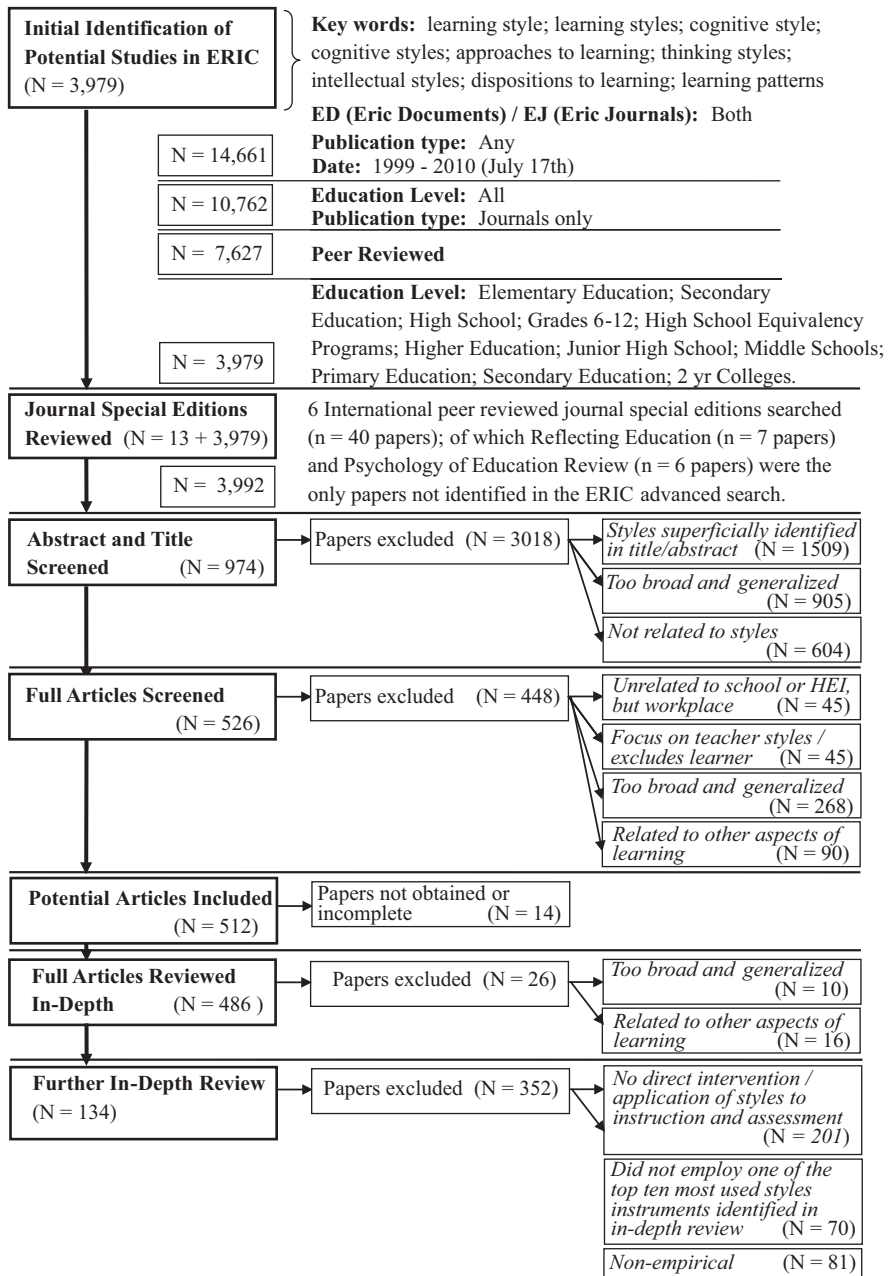 Initial Identification of
Potential Studies in ERIC
(N = 3,979)
Key words: learning style; learning styles; cognitive style;
cognitive styles; approaches to learning; thinking styles;
intellectual styles; dispositions to learning; learning patterns
ED (Eric Documents) / EJ (Eric Journals): Both
Publication type: Any
N = 14,661
Date: 1999 - 2010 (July 17th)
Education Level: All
N = 10,762
Publication type: Journals only
N = 7,627
Peer Reviewed
Education Level: Elementary Education; Secondary
Education; High School; Grades 6-12; High School Equivalency
Programs; Higher Education; Junior High School; Middle Schools;
N = 3,979
Primary Education; Secondary Education; 2 yr Colleges.
Journal Special Editions
Reviewed (N = 13 + 3,979)
6 International peer reviewed journal special editions searched
(n = 40 papers); of which Reflecting Education (n = 7 papers)
and Psychology of Education Review (n = 6 papers) were the
only papers not identified in the ERIC advanced search.
N = 3,992
Abstract and Title
Screened (N = 974)
Papers excluded (N = 3018)
Styles superficially identified
in title/abstract (N = 1509)
Too broad and generalized
(N = 905)
Not related to styles
(N = 604)
Full Articles Screened
(N = 526)
Papers excluded (N = 448)
Unrelated to school or HEI,
but workplace (N = 45)
Focus on teacher styles /
excludes learner (N = 45)
Too broad and generalized
(N = 268)
Related to other aspects of
learning (N = 90)
Potential Articles Included
(N = 512)
Papers not obtained or
incomplete (N = 14)
Full Articles Reviewed
In-Depth (N = 486 )
Papers excluded (N = 26)
Too broad and generalized
(N = 10)
Related to other aspects of
learning (N = 16)
Further In-Depth Review
(N = 134)
Papers excluded (N = 352)
No direct intervention /
application of styles to
instruction and assessment
(N = 201)
Did not employ one of the
top ten most used styles
instruments identified in
in-depth review (N = 70)
Non-empirical (N = 81)